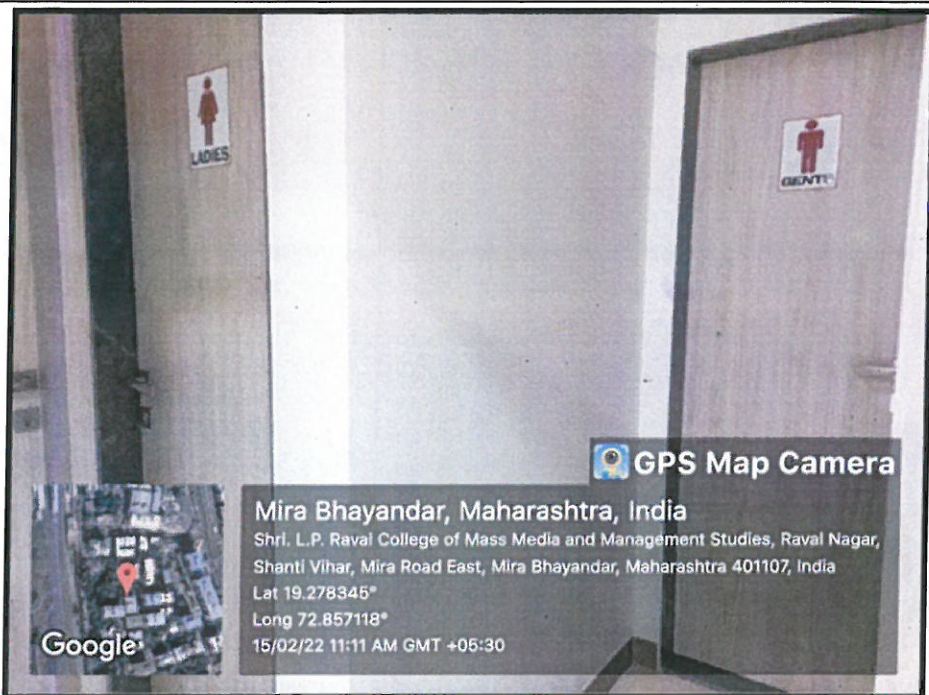 LADIES
GENTS
GPS Map Camera
Mira Bhayandar, Maharashtra, India
Shri. L.P. Raval College of Mass Media and Management Studies, Raval Nagar,
Shanti Vihar, Mira Road East, Mira Bhayandar, Maharashtra 401107, India
Lat 19.278345°
Long 72.857118°
15/02/22 11:11 AM GMT +05:30
Google